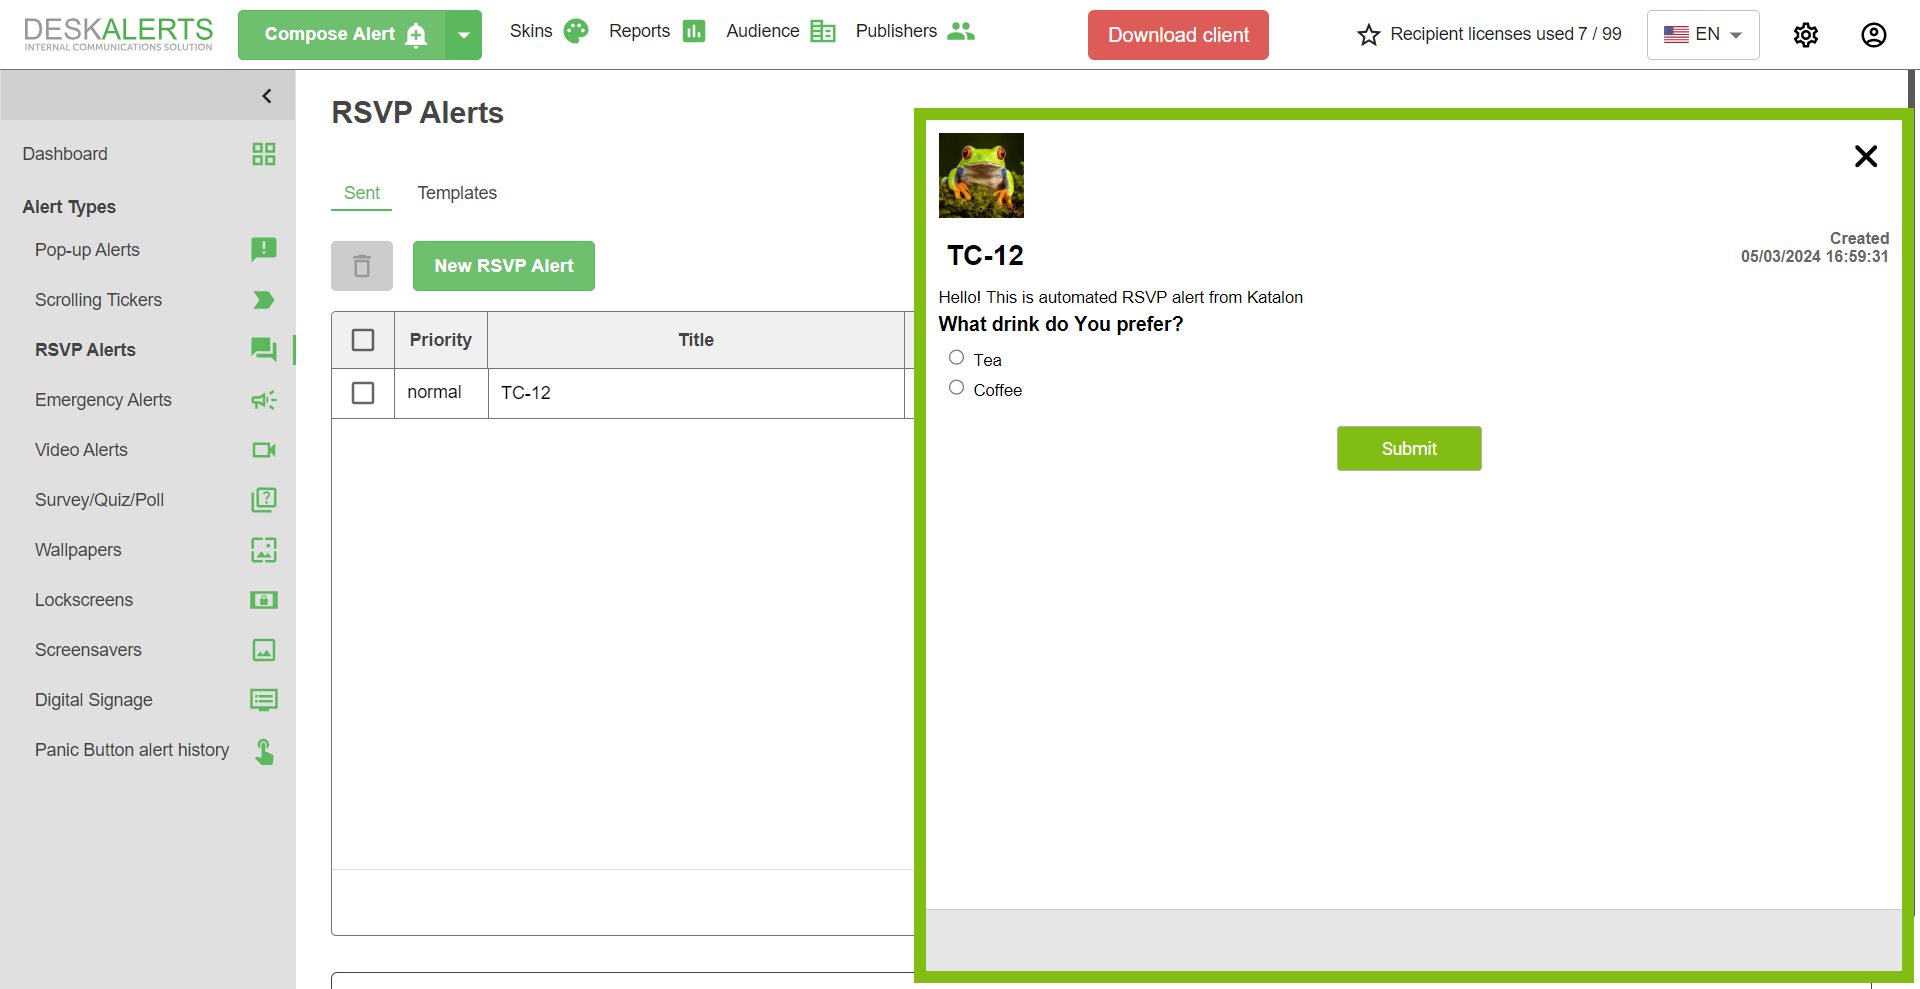 DESKALERTS
INTERNAL COMMUNICATIONS SOLUTION
Compose Alert
Skins
Reports
Audience
Publishers
Download client
Recipient licenses used 7 / 99
EN
Dashboard
Alert Types
Pop-up Alerts
Scrolling Tickers
RSVP Alerts
Emergency Alerts
Video Alerts
Survey/Quiz/Poll
Wallpapers
Lockscreens
Screensavers
Digital Signage
Panic Button alert history
RSVP Alerts
Sent
Templates
New RSVP Alert
Priority
Title
normal
TC-12
TC-12
Created
05/03/2024 16:59:31
Hello! This is automated RSVP alert from Katalon
What drink do You prefer?
Tea
Coffee
Submit